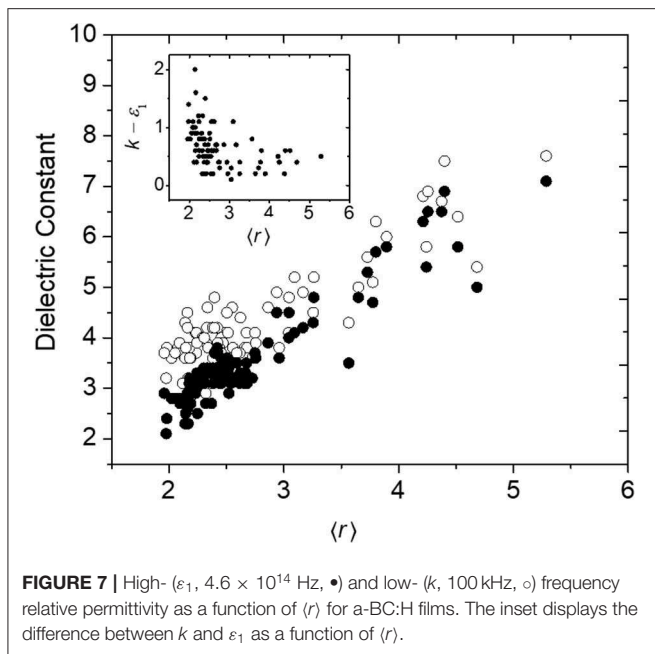 10
9
8
7
6
5
4
3
2
Dielectric Constant
2
1
0
k − ε₁
2 3 4 5 6
⟨r⟩
2 3 4 5 6
⟨r⟩
FIGURE 7 | High- (ε₁, 4.6 × 10¹⁴ Hz, •) and low- (k, 100 kHz, ○) frequency
relative permittivity as a function of ⟨r⟩ for a-BC:H films. The inset displays the
difference between k and ε₁ as a function of ⟨r⟩.